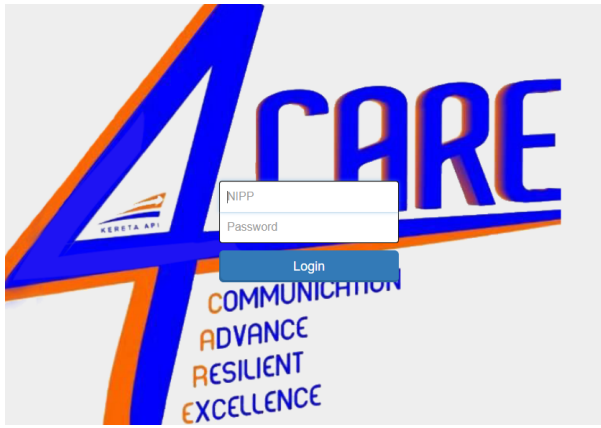 4CARE
KERETA API
NIPP
Password
Login
COMMUNICATION
ADVANCE
RESILIENT
EXCELLENCE